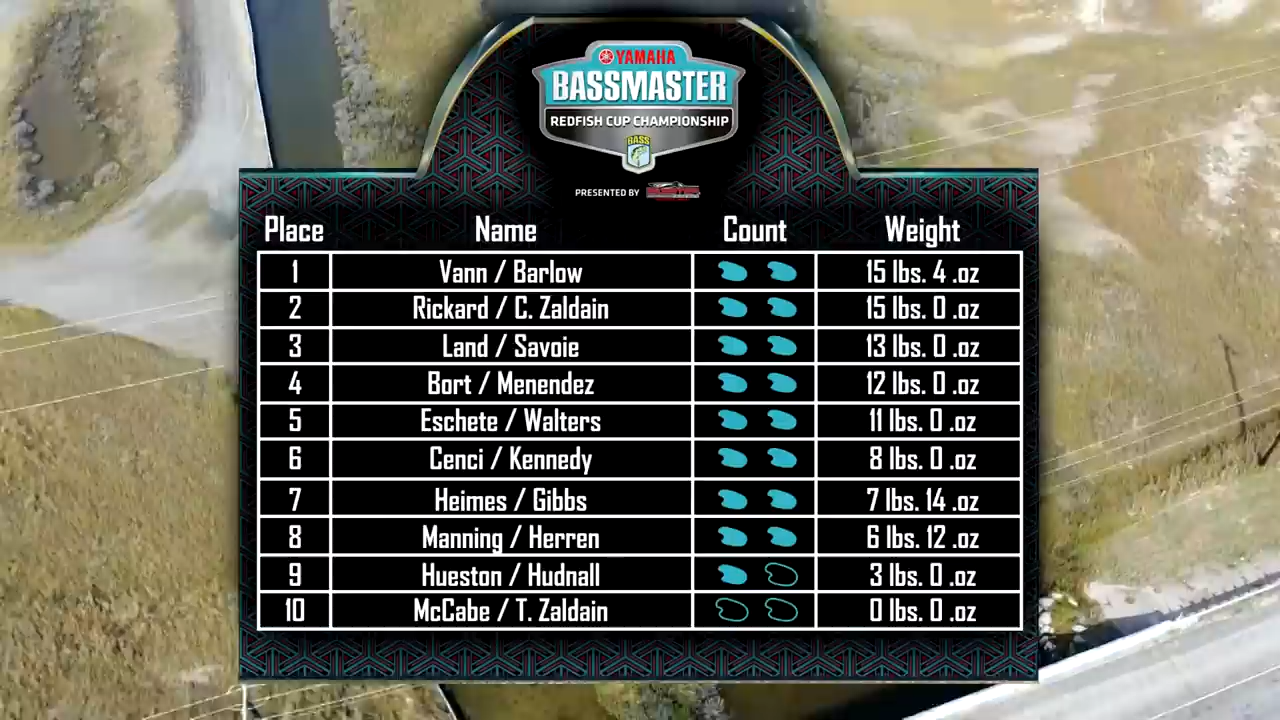 YAMAHA
BASSMASTER
REDFISH CUP CHAMPIONSHIP
BASS
PRESENTED BY
Place Name Count Weight
1 Vann / Barlow 15 lbs. 4 .oz
2 Rickard / C. Zaldain 15 lbs. 0 .oz
3 Land / Savoie 13 lbs. 0 .oz
4 Bort / Menendez 12 lbs. 0 .oz
5 Eschete / Walters 11 lbs. 0 .oz
6 Cenci / Kennedy 8 lbs. 0 .oz
7 Heimes / Gibbs 7 lbs. 14 .oz
8 Manning / Herren 6 lbs. 12 .oz
9 Hueston / Hudnall 3 lbs. 0 .oz
10 McCabe / T. Zaldain 0 lbs. 0 .oz